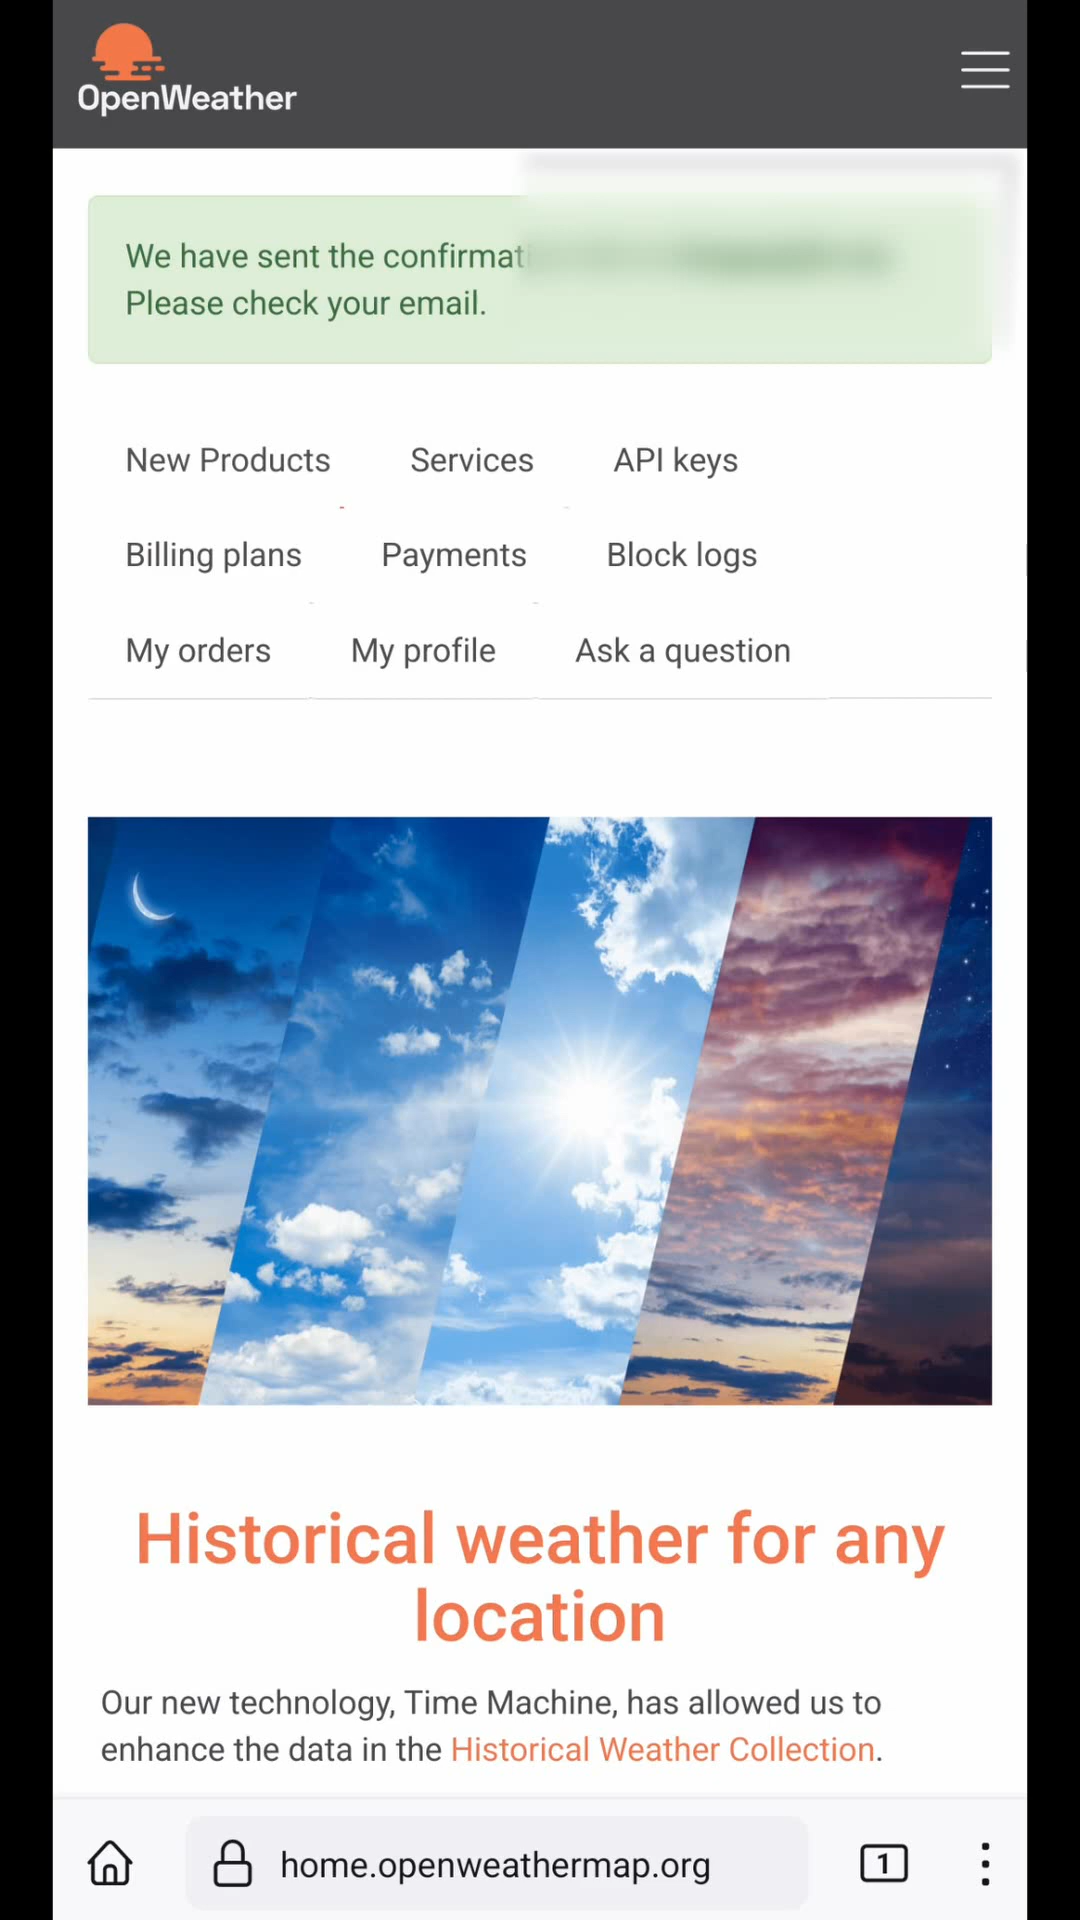 OpenWeather
We have sent the
Please check your email.
New Products Services API keys
Billing plans Payments Block logs
My orders My profile Ask a question
Historical weather for any
location
Our new technology, Time Machine, has allowed us to
enhance the data in the Historical Weather Collection.
home.openweathermap.org 1